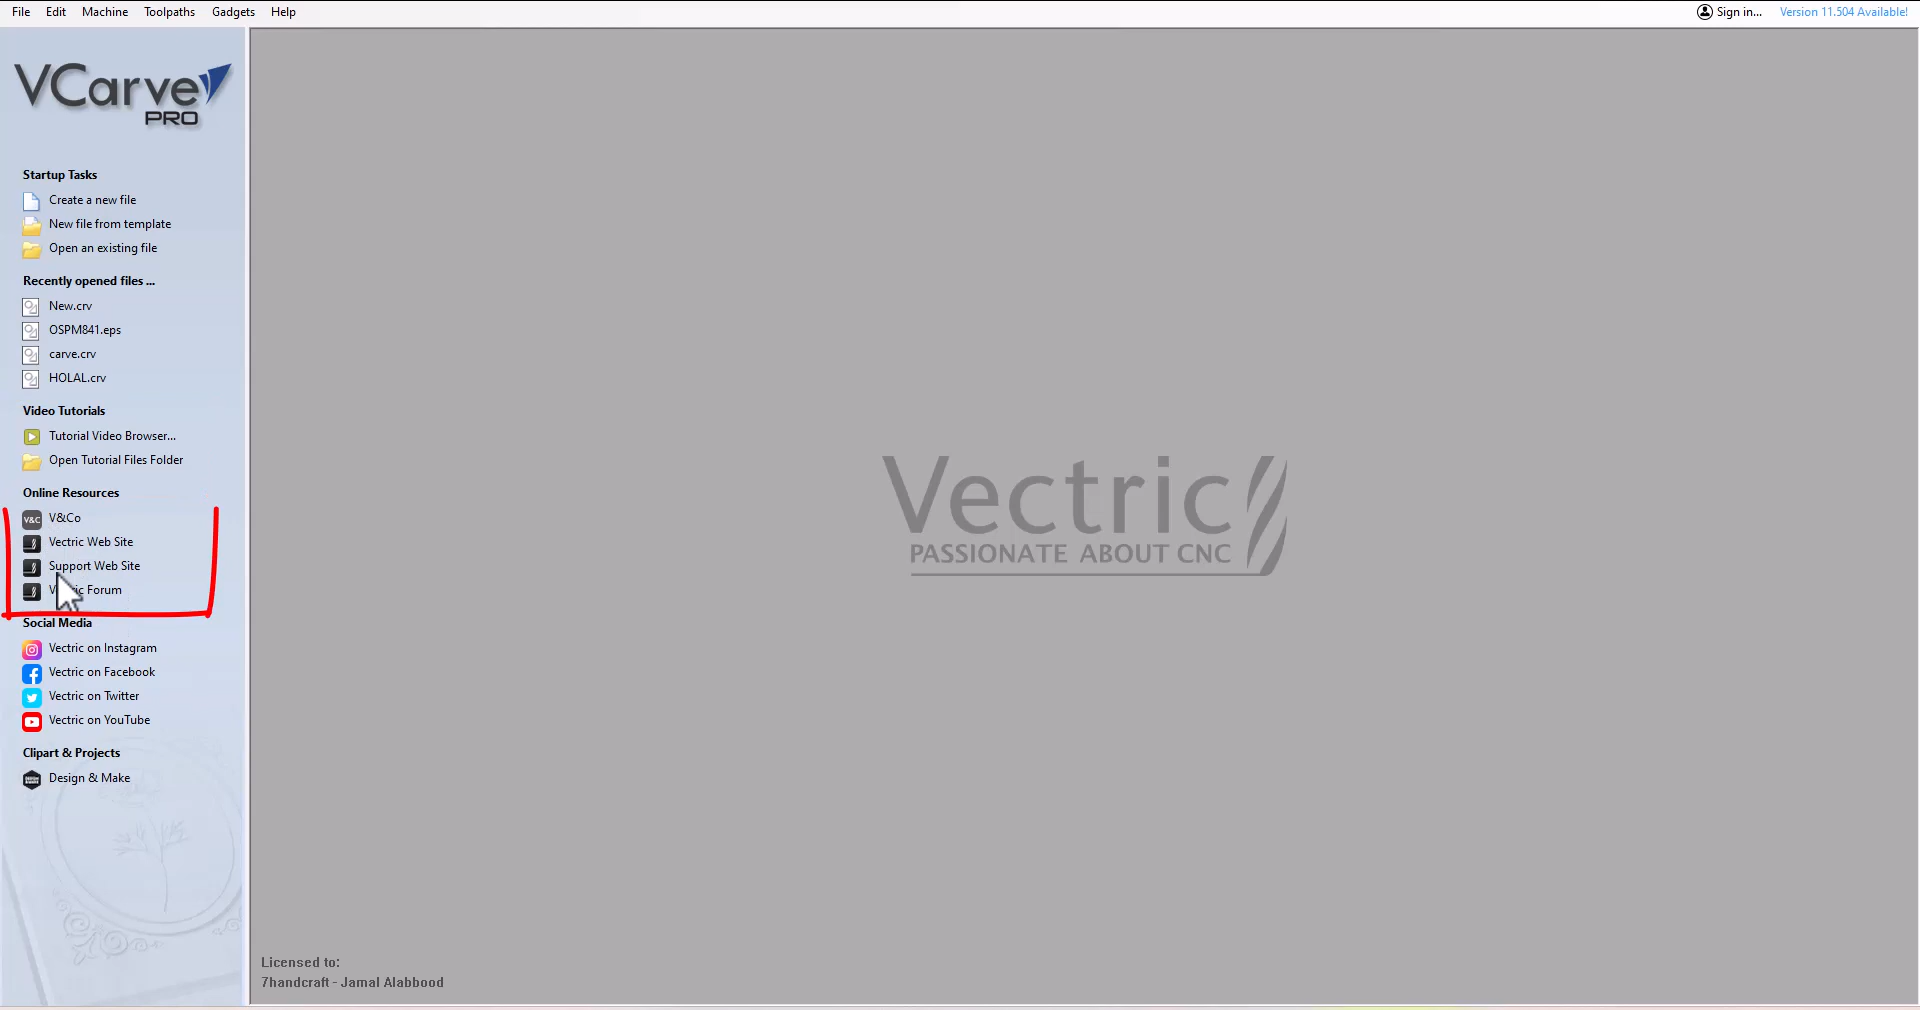 File Edit Machine Toolpaths Gadgets Help Sign in... Version 11.504 Available!
VCarve
PRO
Startup Tasks
Create a new file
New file from template
Open an existing file
Recently opened files ...
New.crv
OSPM841.eps
carve.crv
HOLAL.crv
Video Tutorials
Tutorial Video Browser...
Open Tutorial Files Folder
Online Resources
V&C V&Co
Vectric Web Site
Support Web Site
Forum
Social Media
Vectric on Instagram
Vectric on Facebook
Vectric on Twitter
Vectric on YouTube
Clipart & Projects
Design & Make
Vectric
PASSIONATE ABOUT CNC
Licensed to:
7handcraft - Jamal Alabbood